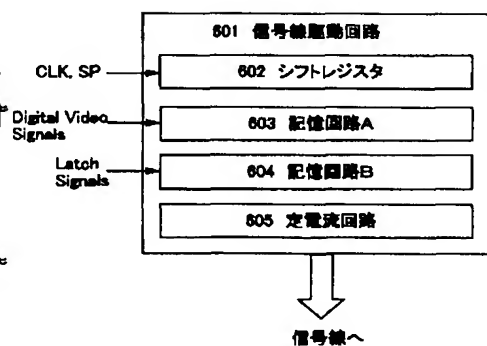 601 信号線駆動回路
CLK, SP
602 シフトレジスタ
Digital Video
Signals
603 記憶回路A
Latch
Signals
604 記憶回路B
605 定電流回路
信号線へ